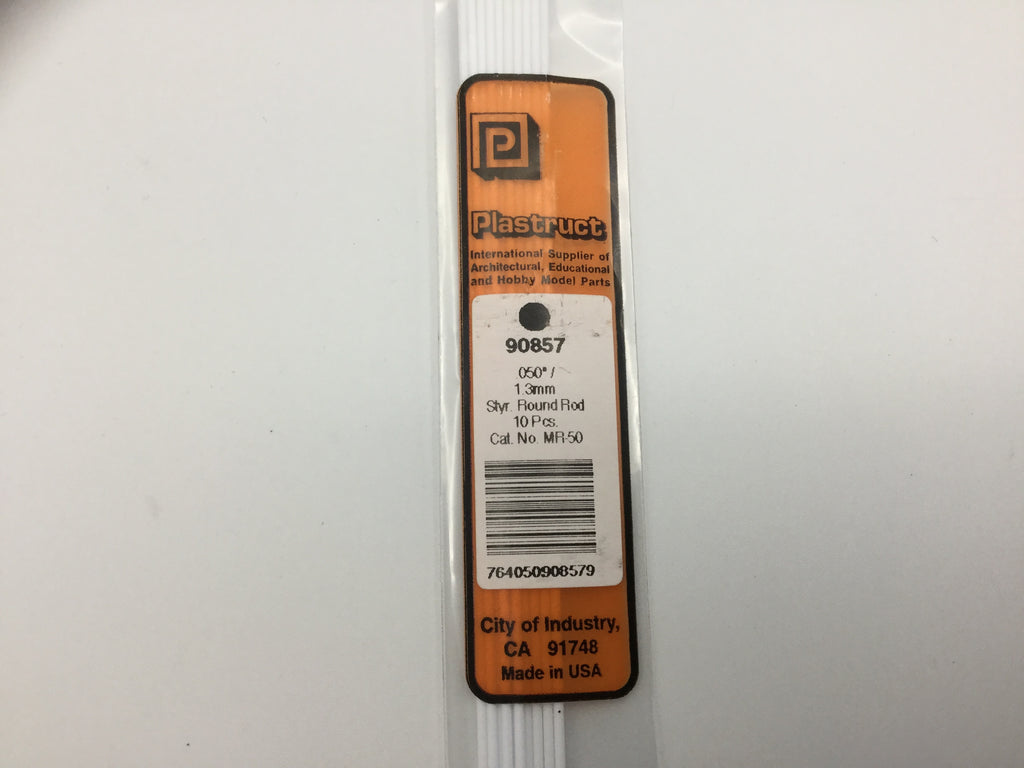 P
Plastruct
International Supplier of
Architectural, Educational
and Hobby Model Parts
90857
.050" /
1.3mm
Styr. Round Rod
10 Pcs.
Cat. No. MR-50
764050908579
City of Industry,
CA 91748
Made in USA